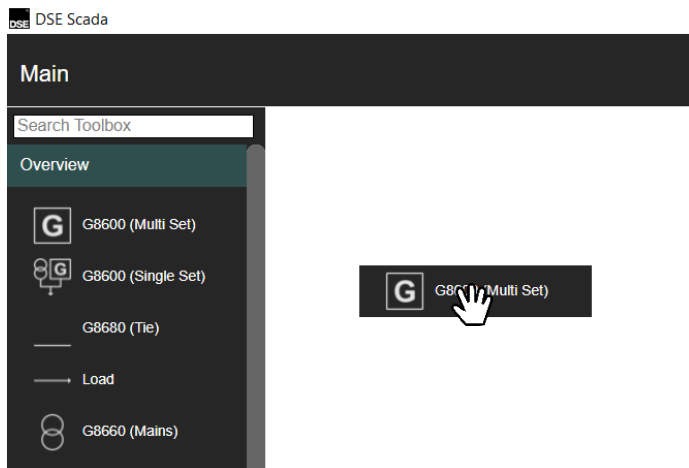 DSE DSE Scada
Main
Search Toolbox
Overview
G G8600 (Multi Set)
G G8600 (Single Set)
G8680 (Tie)
Load
G8660 (Mains)
G (Multi Set)